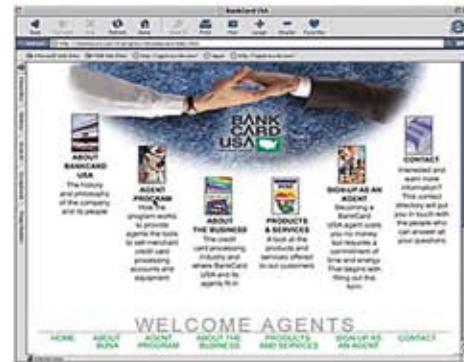 BankCard USA
BANK
CARD
USA
ABOUT
BANKCARD
USA
The history
and philosophy
of the company
and its people
AGENT
PROGRAM
How the
program works
to provide
agents the tools
to sell merchant
credit card
processing
accounts and
equipment
ABOUT
THE BUSINESS
The credit
card processing
industry and
where BankCard
USA and its
agents fit in
PRODUCTS
& SERVICES
A look at the
products and
services offered
to our customers
SIGN-UP AS AN
AGENT
Becoming a
BankCard
USA agent costs
you no money
but requires a
commitment of
time and energy
That begins with
filling out the
form
CONTACT
Interested and
want more
information?
This contact
directory will put
you in touch with
the people who
can answer all
your questions
WELCOME AGENTS
HOME ABOUT BUSA AGENT PROGRAM ABOUT THE BUSINESS PRODUCTS AND SERVICES SIGN-UP AS AN AGENT CONTACT